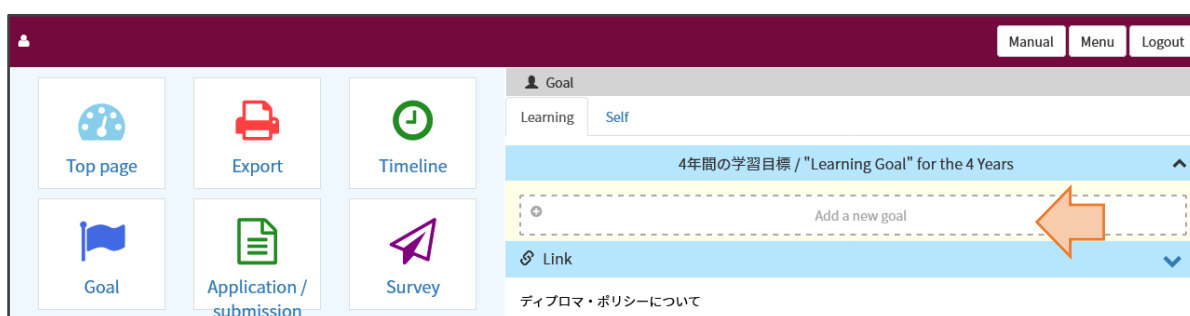 Manual Menu Logout
Top page Export Timeline
Goal Application / Survey
submission
Goal
Learning Self
4年間の学習目標 / "Learning Goal" for the 4 Years
Add a new goal
Link
ディプロマ・ポリシーについて